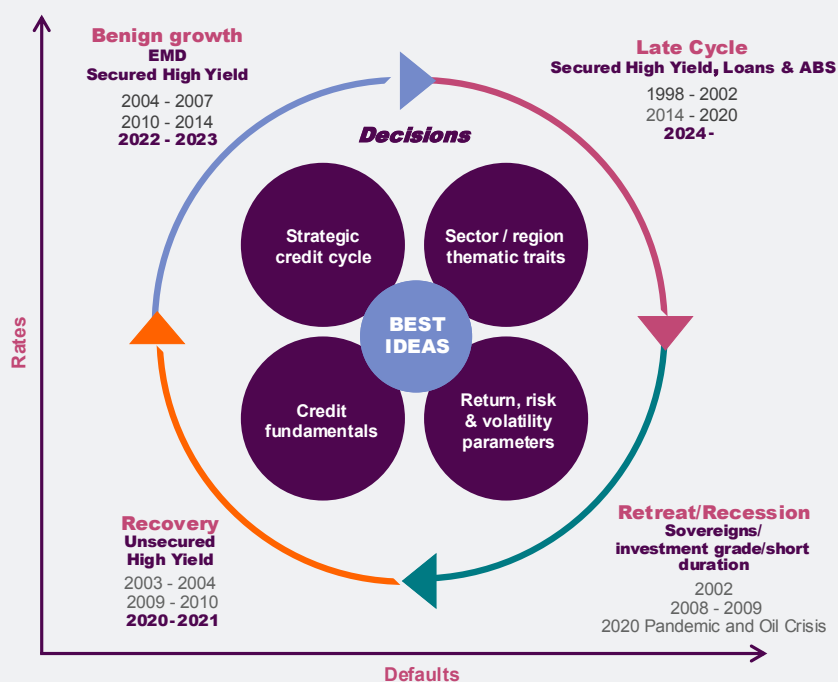 Benign growth
EMD
Secured High Yield
2004 - 2007
2010 - 2014
2022 - 2023
Late Cycle
Secured High Yield, Loans & ABS
1998 - 2002
2014 - 2020
2024-
Decisions
Strategic
credit cycle
Sector / region
thematic traits
BEST
IDEAS
Credit
fundamentals
Return, risk
& volatility
parameters
Rates
Recovery
Unsecured
High Yield
2003 - 2004
2009 - 2010
2020-2021
Retreat/Recession
Sovereigns/
investment grade/short
duration
2002
2008 - 2009
2020 Pandemic and Oil Crisis
Defaults